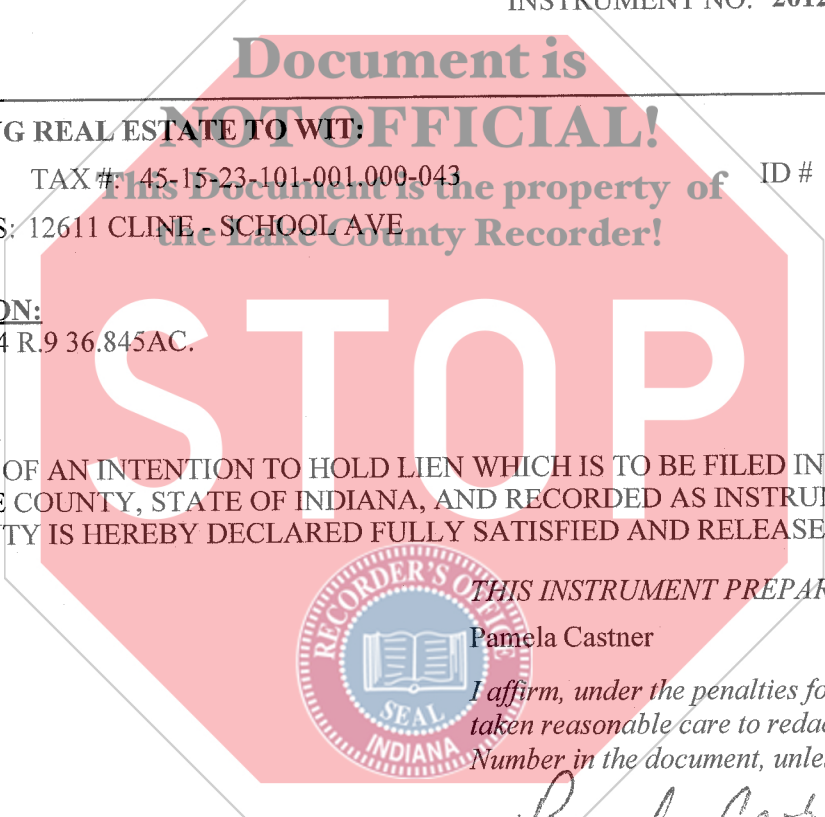 INSTRUMENT NO. 2012
Document is
NOT OFFICIAL!
G REAL ESTATE TO WIT:
TAX #: 45-15-23-101-001.000-043 ID #
This Document is the property of
S: 12611 CLINE - SCHOOL AVE
the Lake County Recorder!
ON:
4 R.9 36.845AC.
STOP
OF AN INTENTION TO HOLD LIEN WHICH IS TO BE FILED IN
E COUNTY, STATE OF INDIANA, AND RECORDED AS INSTRU
TY IS HEREBY DECLARED FULLY SATISFIED AND RELEASE
RECORDER'S OFFICE
SEAL
INDIANA
THIS INSTRUMENT PREPAR
Pamela Castner
I affirm, under the penalties fo
taken reasonable care to redac
Number in the document, unle